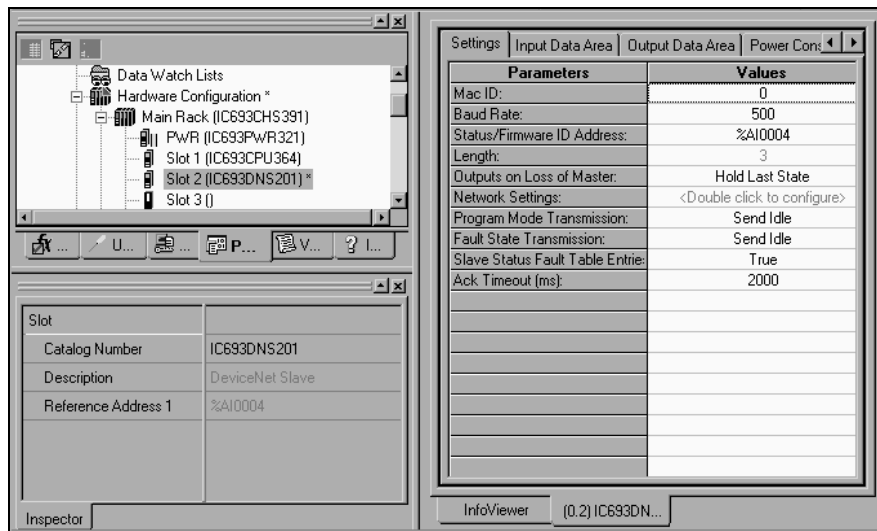 Data Watch Lists
Hardware Configuration *
Main Rack (IC693CHS391)
PWR (IC693PWR321)
Slot 1 (IC693CPU364)
Slot 2 (IC693DNS201) *
Slot 3 ()
fx ... U... ... P... V... I...
Slot
Catalog Number IC693DNS201
Description DeviceNet Slave
Reference Address 1 %AI0004
Inspector
Settings Input Data Area Output Data Area Power Cons
Parameters Values
Mac ID: 0
Baud Rate: 500
Status/Firmware ID Address: %AI0004
Length: 3
Outputs on Loss of Master: Hold Last State
Network Settings: <Double click to configure>
Program Mode Transmission: Send Idle
Fault State Transmission: Send Idle
Slave Status Fault Table Entrie: True
Ack Timeout (ms): 2000
InfoViewer (0.2) IC693DN...